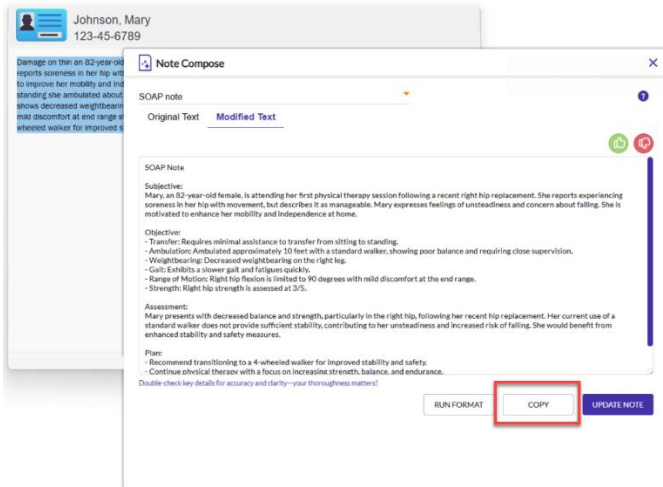 Johnson, Mary
123-45-6789
Damage on thin an 82-year-old
reports soreness in her hip with
to improve her mobility and ind
standing she ambulated about
shows decreased weightbearin
mild discomfort at end range s
wheeled walker for improved s
Note Compose
SOAP note
Original Text Modified Text
SOAP Note
Subjective:
Mary, an 82-year-old female, is attending her first physical therapy session following a recent right hip replacement. She reports experiencing
soreness in her hip with movement, but describes it as manageable. Mary expresses feelings of unsteadiness and concern about falling. She is
motivated to enhance her mobility and independence at home.
Objective:
- Transfer: Requires minimal assistance to transfer from sitting to standing.
- Ambulation: Ambulated approximately 10 feet with a standard walker, showing poor balance and requiring close supervision.
- Weightbearing: Decreased weightbearing on the right leg.
- Gait: Exhibits a slower gait and fatigues quickly.
- Range of Motion: Right hip flexion is limited to 90 degrees with mild discomfort at the end range.
- Strength: Right hip strength is assessed at 3/5.
Assessment:
Mary presents with decreased balance and strength, particularly in the right hip, following her recent hip replacement. Her current use of a
standard walker does not provide sufficient stability, contributing to her unsteadiness and increased risk of falling. She would benefit from
enhanced stability and safety measures.
Plan:
- Recommend transitioning to a 4-wheeled walker for improved stability and safety.
- Continue physical therapy with a focus on increasing strength, balance, and endurance.
Double-check key details for accuracy and clarity—your thoroughness matters!
RUN FORMAT COPY UPDATE NOTE